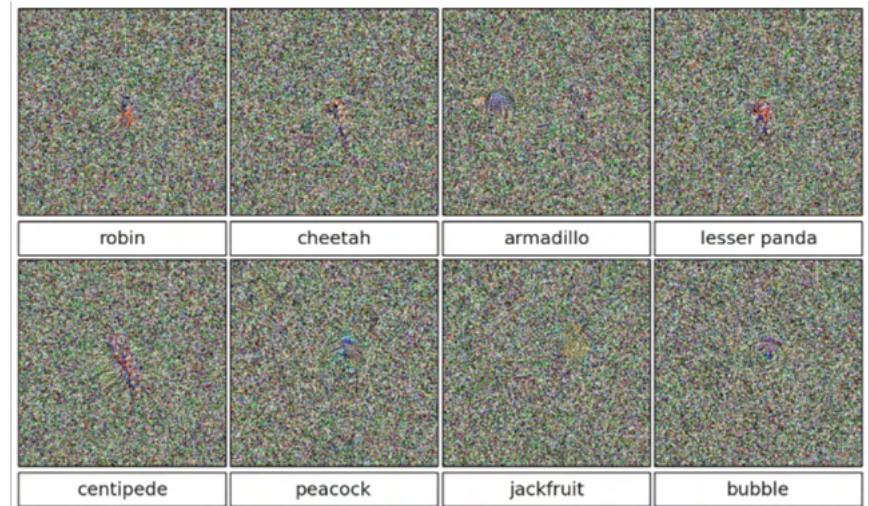 robin
cheetah
armadillo
lesser panda
centipede
peacock
jackfruit
bubble